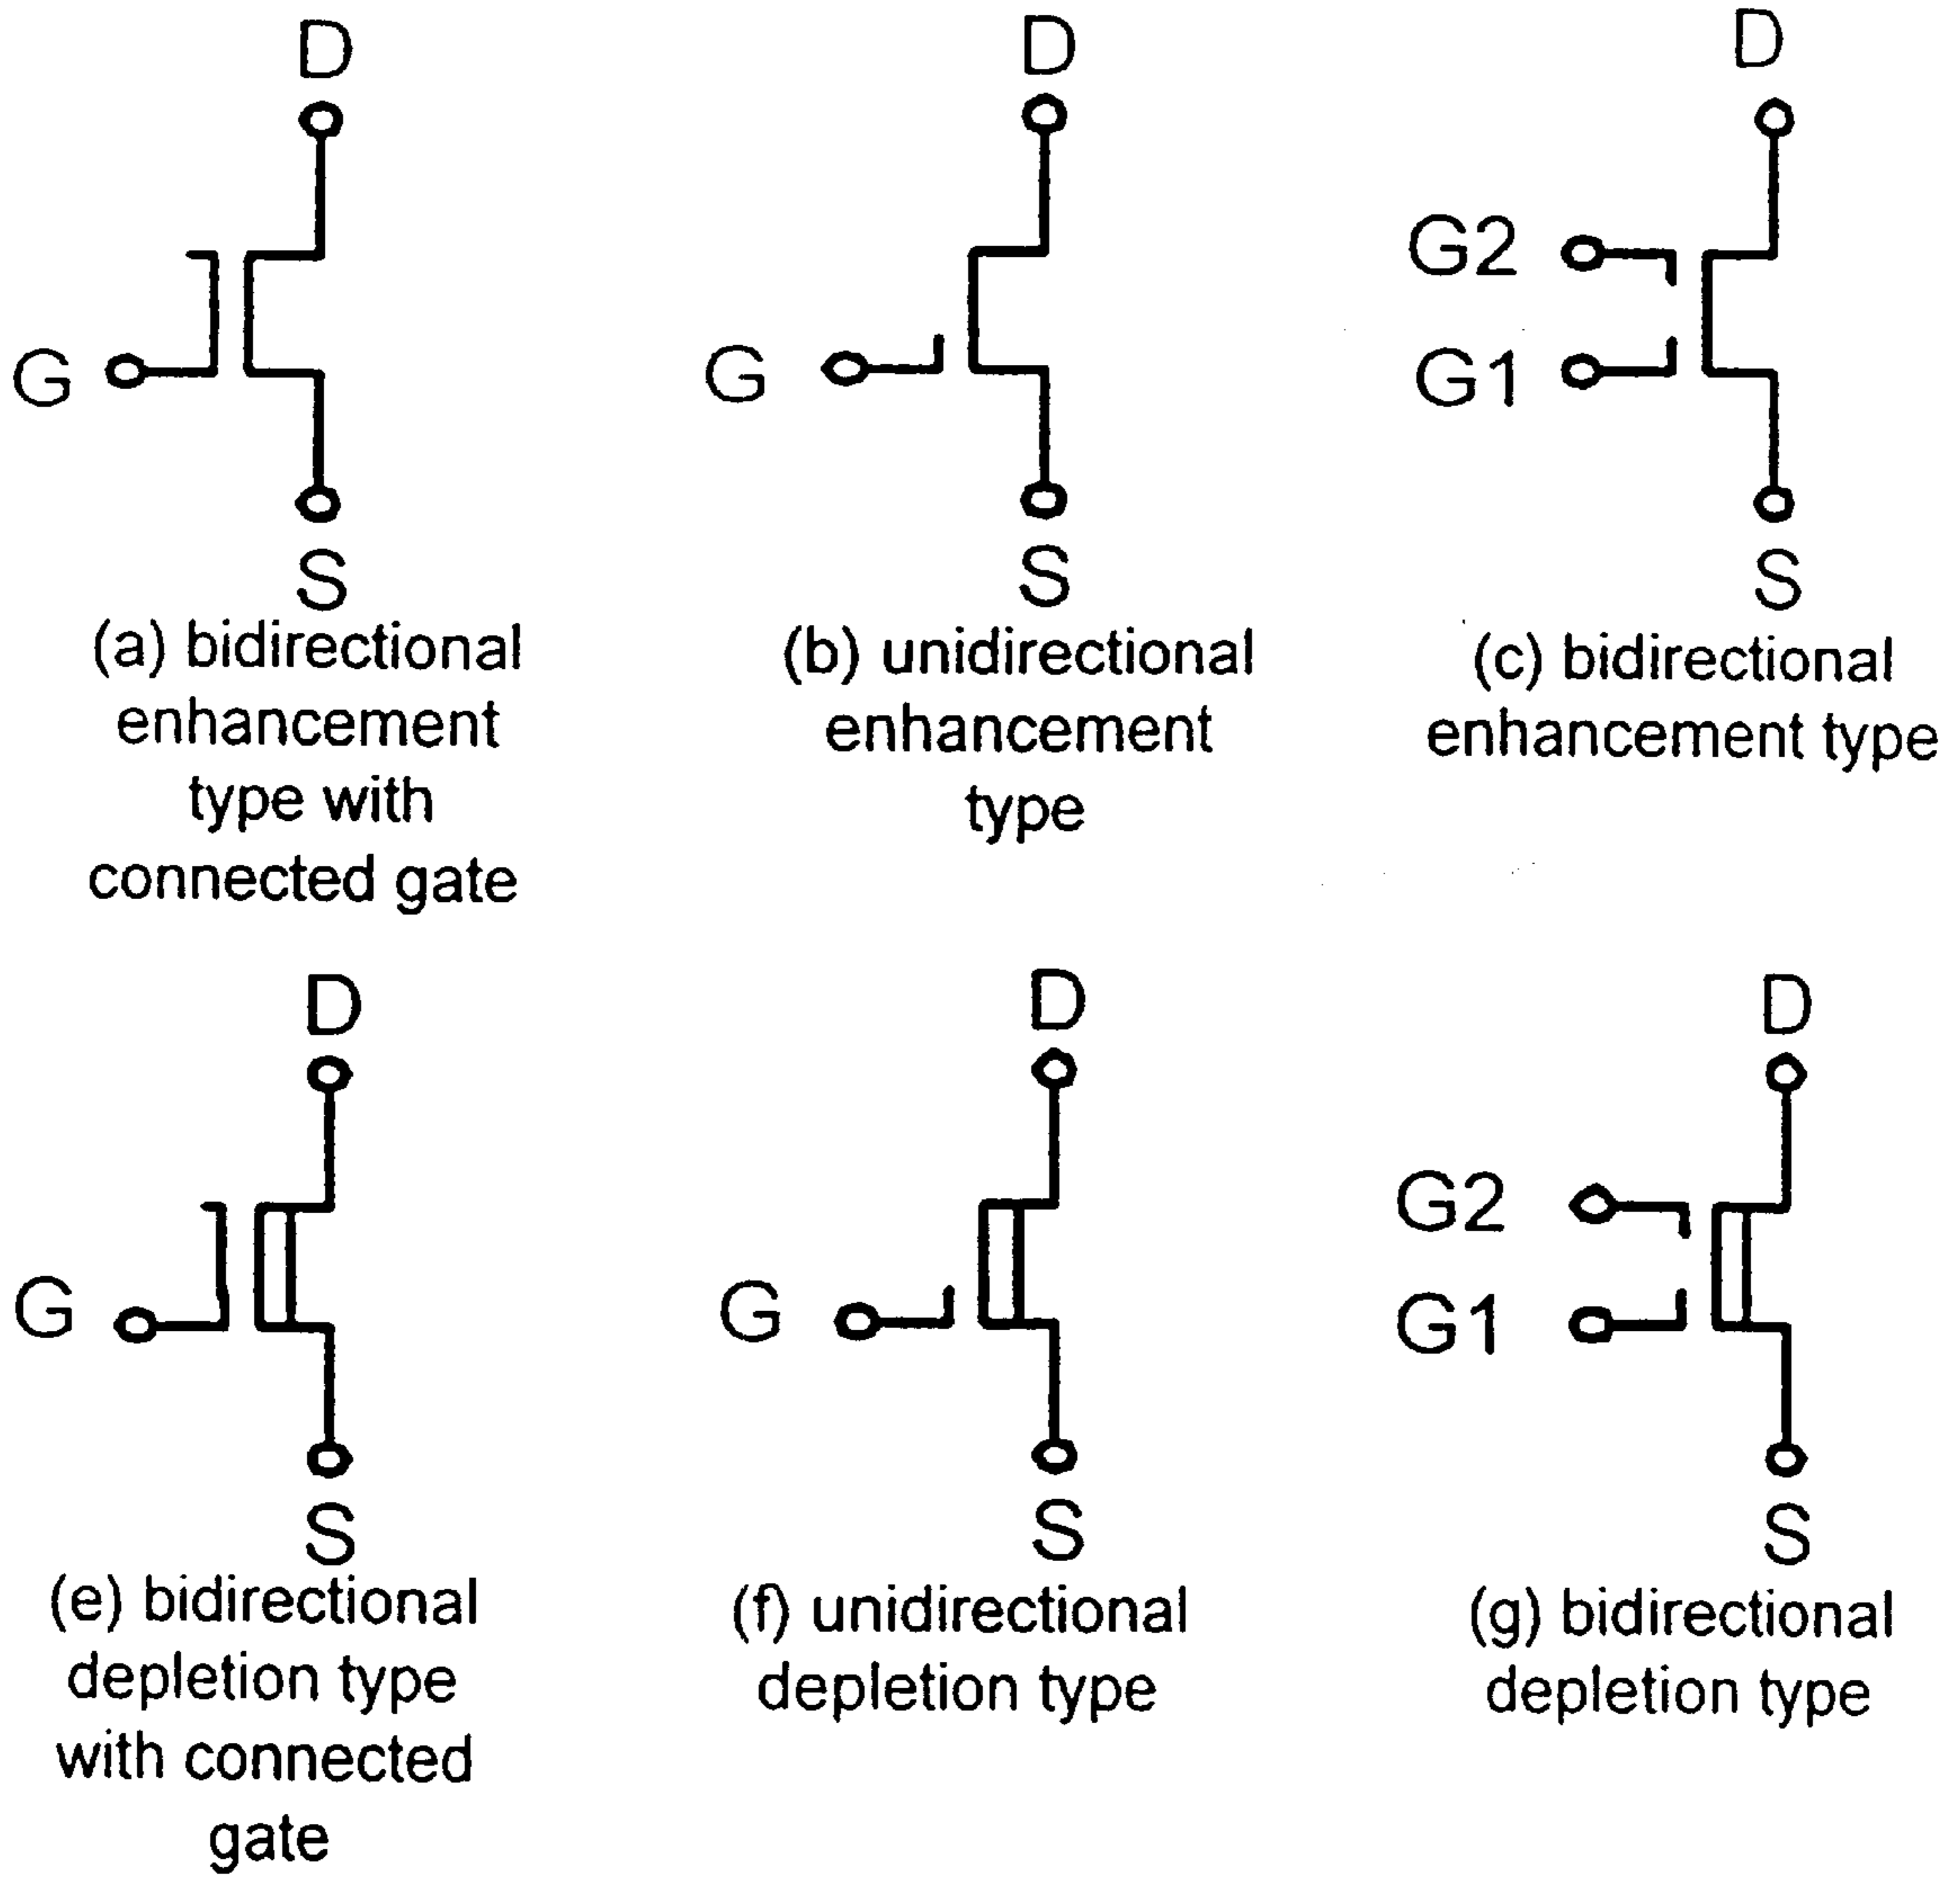 D
G
S
(a) bidirectional
enhancement
type with
connected gate
D
G
S
(b) unidirectional
enhancement
type
D
G2
G1
S
(c) bidirectional
enhancement type
D
G
S
(e) bidirectional
depletion type
with connected
gate
D
G
S
(f) unidirectional
depletion type
D
G2
G1
S
(g) bidirectional
depletion type